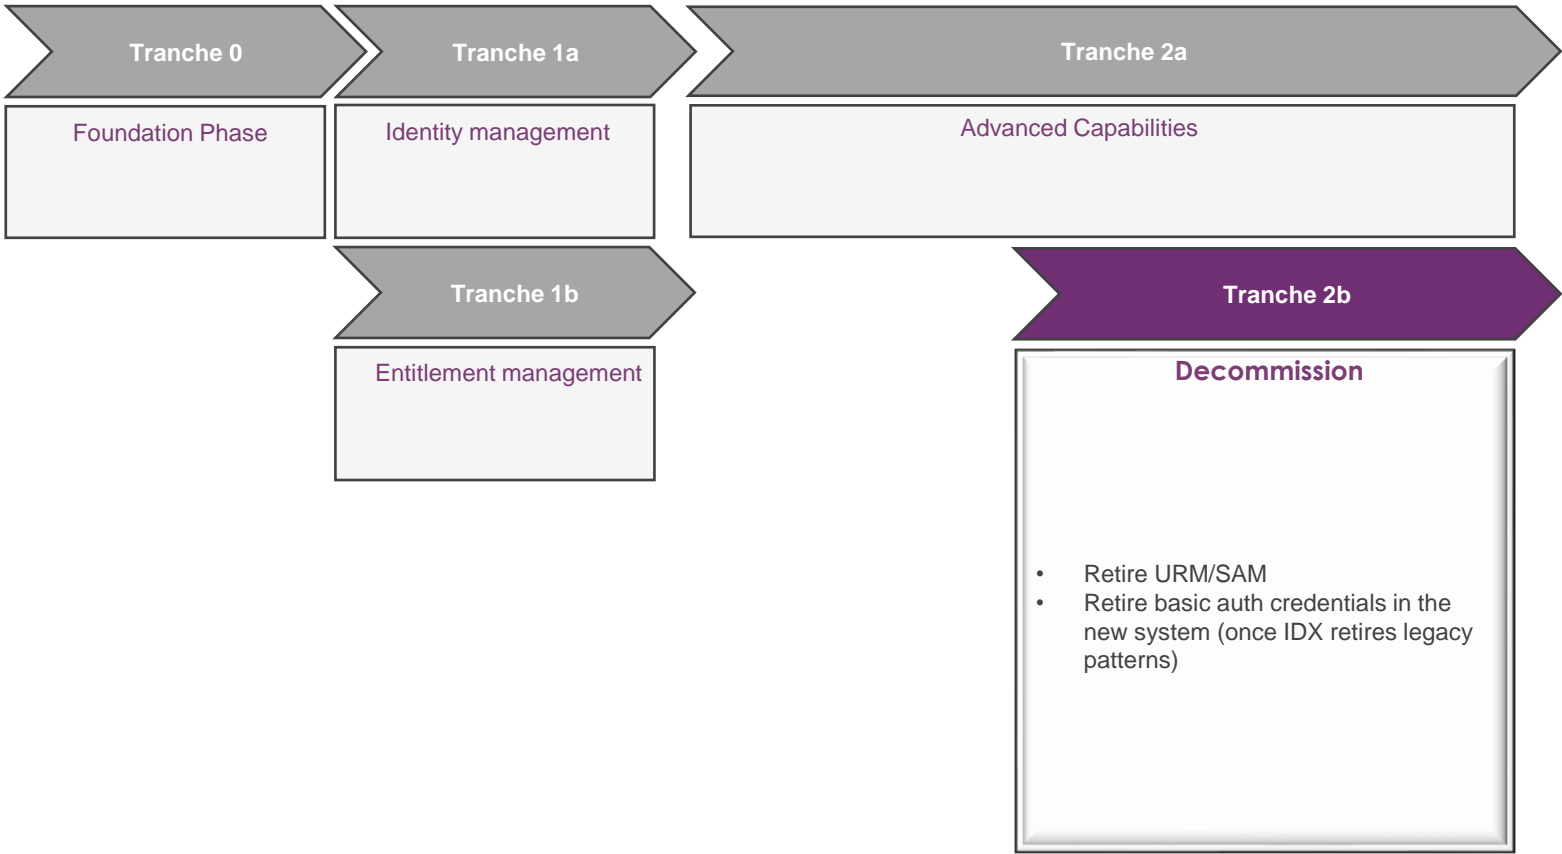 Tranche 0
Tranche 1a
Tranche 2a
Foundation Phase
Identity management
Advanced Capabilities
Tranche 1b
Tranche 2b
Entitlement management
Decommission
• Retire URM/SAM
• Retire basic auth credentials in the
new system (once IDX retires legacy
patterns)